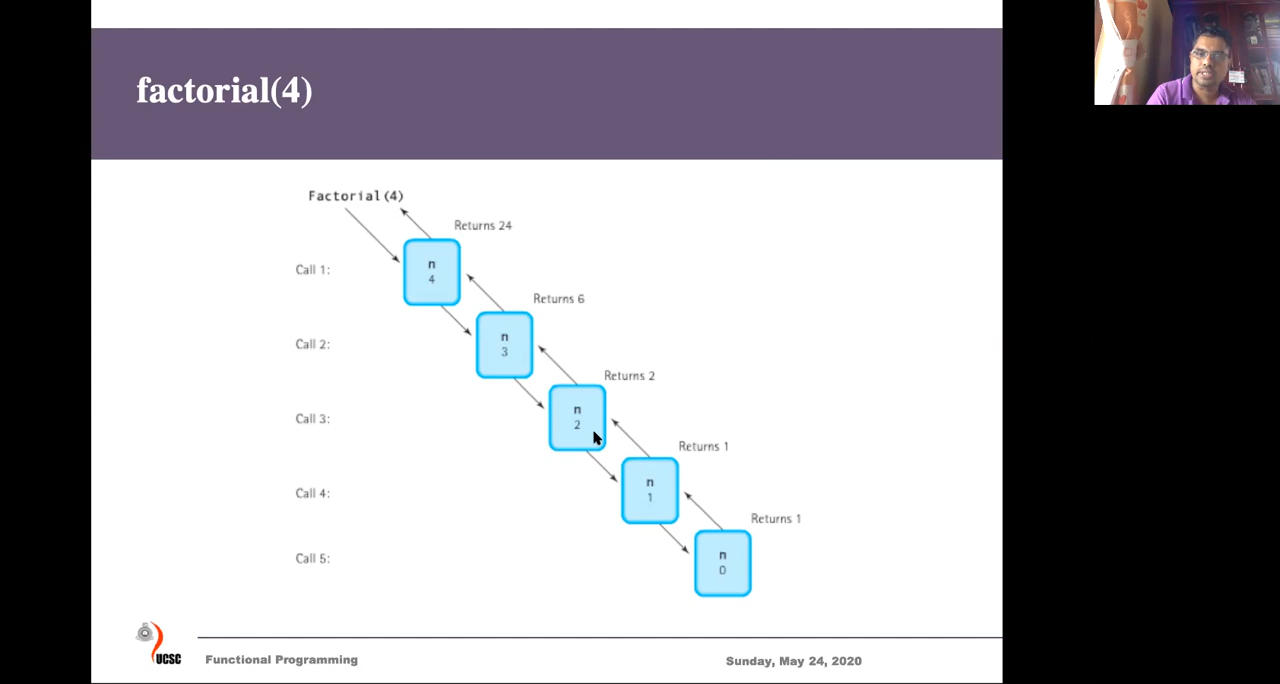 factorial(4)
Factorial(4)
Returns 24
Call 1:
n
4
Returns 6
Call 2:
n
3
Returns 2
Call 3:
n
2
Returns 1
Call 4:
n
1
Returns 1
Call 5:
n
0
UCSC
Functional Programming
Sunday, May 24, 2020